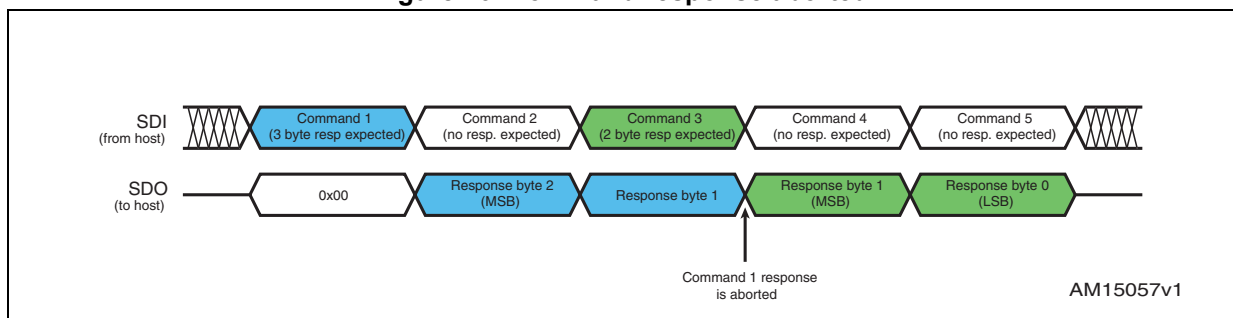 SDI
(from host)
Command 1
(3 byte resp expected)
Command 2
(no resp. expected)
Command 3
(2 byte resp expected)
Command 4
(no resp. expected)
Command 5
(no resp. expected)
SDO
(to host)
0x00
Response byte 2
(MSB)
Response byte 1
Response byte 1
(MSB)
Response byte 0
(LSB)
Command 1 response
is aborted
AM15057v1